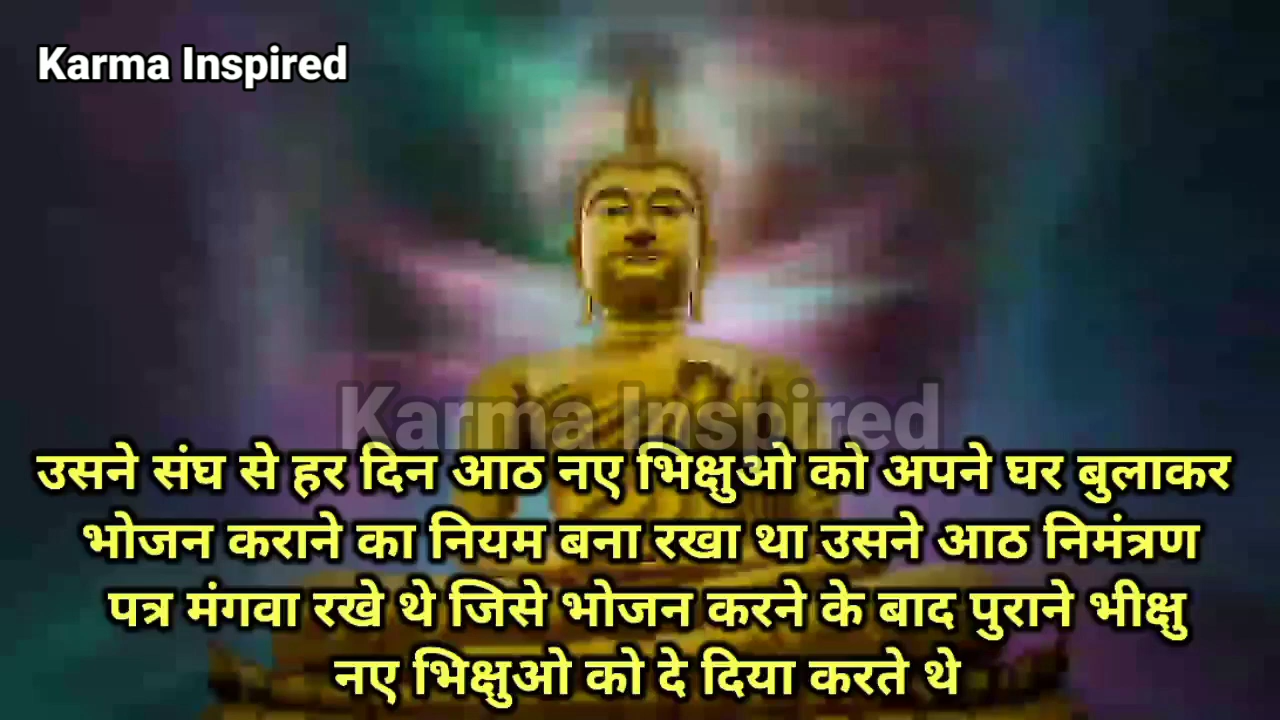 Karma Inspired
Karma Inspired
उसने संघ से हर दिन आठ नए भिक्षुओ को अपने घर बुलाकर
भोजन कराने का नियम बना रखा था उसने आठ निमंत्रण
पत्र मंगवा रखे थे जिसे भोजन करने के बाद पुराने भीक्षु
नए भिक्षुओ को दे दिया करते थे